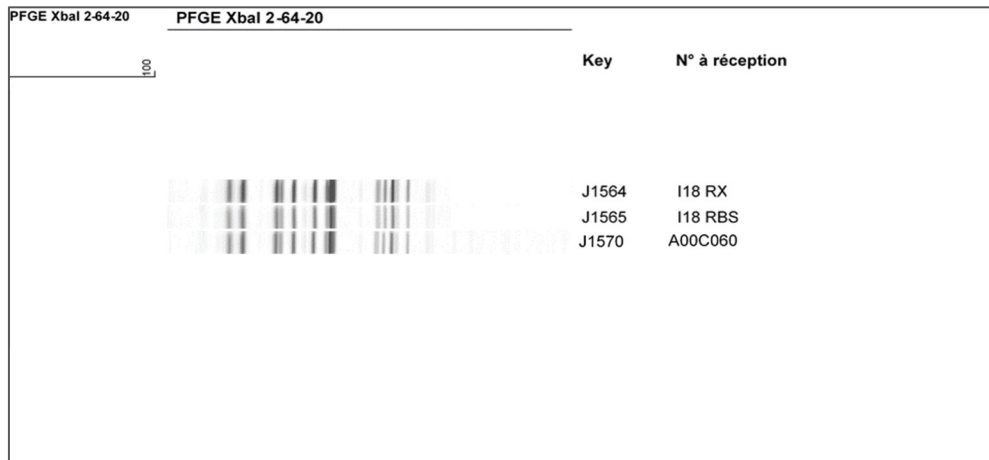 PFGE XbaI 2-64-20 PFGE XbaI 2-64-20
100
Key N° à réception
J1564 I18 RX
J1565 I18 RBS
J1570 A00C060